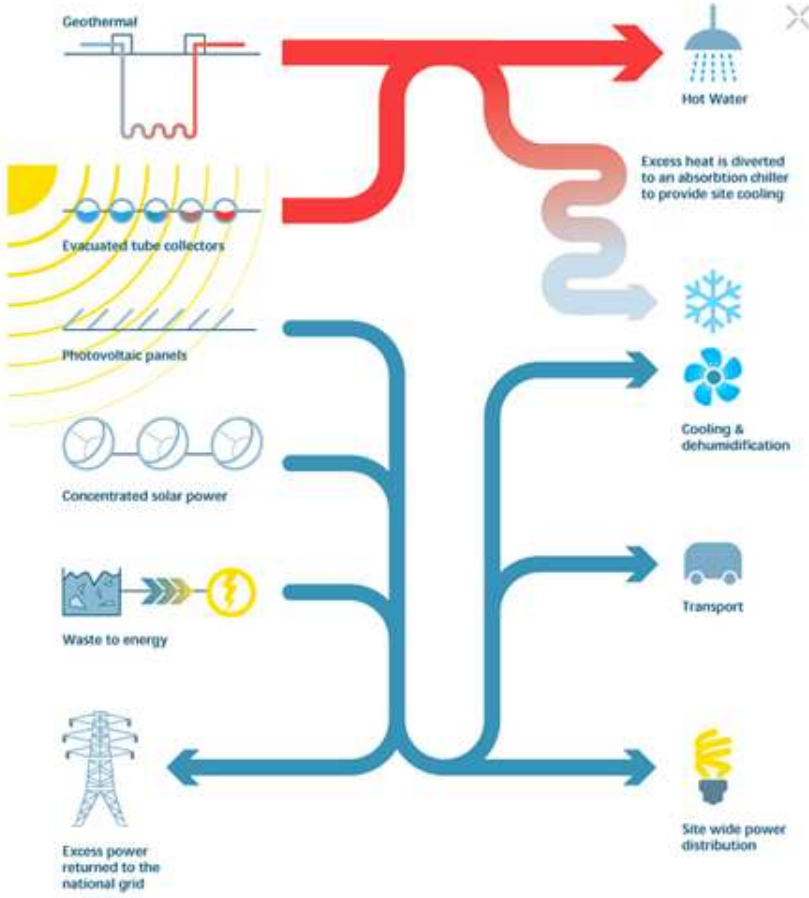 Geothermal
Hot Water
Excess heat is diverted
to an absorbtion chiller
to provide site cooling
Evacuated tube collectors
Photovoltaic panels
Cooling &
dehumidification
Concentrated solar power
Transport
Waste to energy
Site wide power
distribution
Excess power
returned to the
national grid